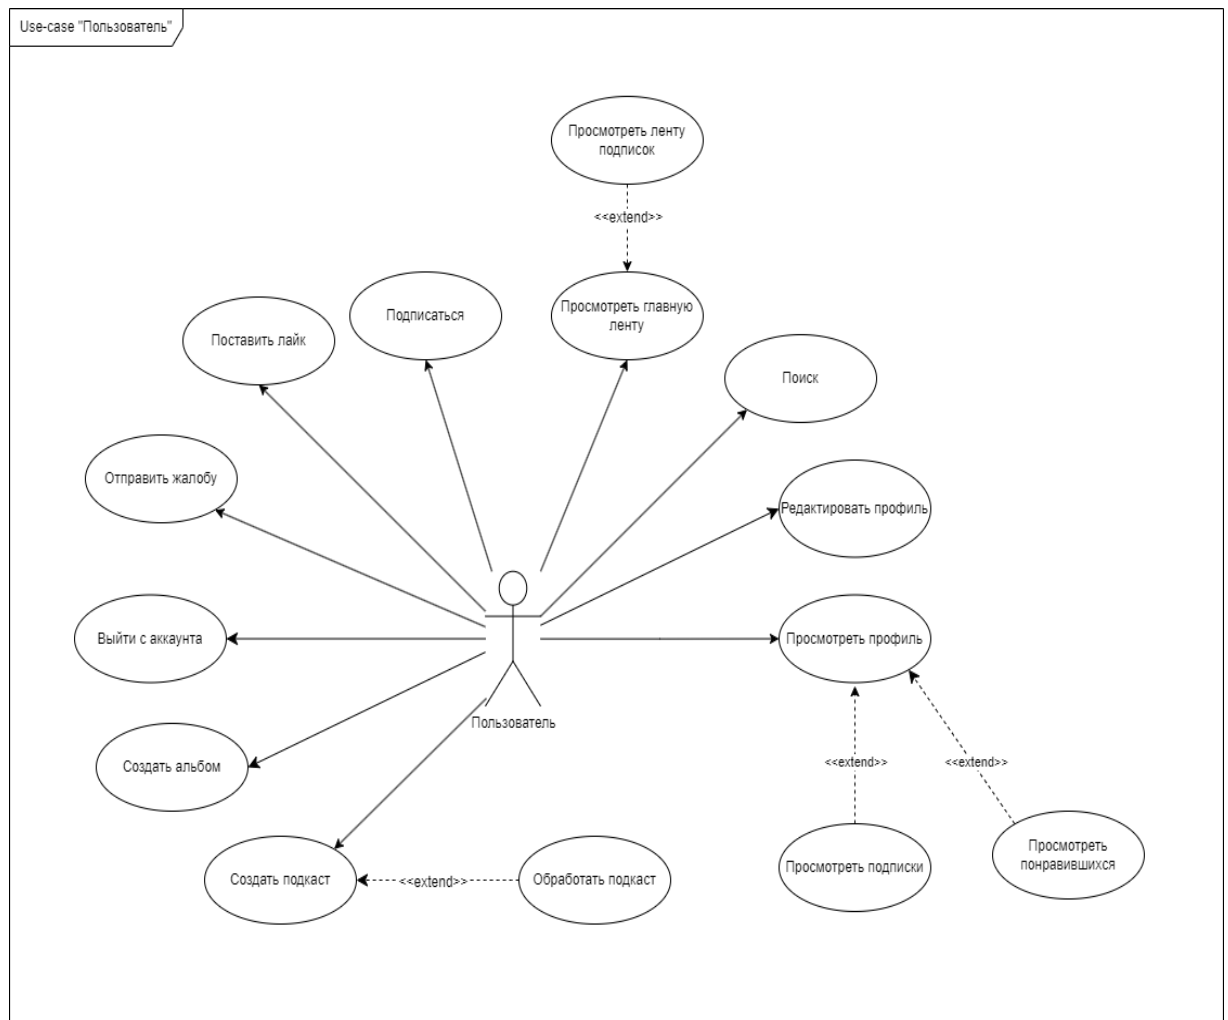 Use-case "Пользователь"
Просмотреть ленту
подписок
<<extend>>
Подписаться
Просмотреть главную
ленту
Поставить лайк
Поиск
Отправить жалобу
Редактировать профиль
Выйти с аккаунта
Просмотреть профиль
Пользователь
Создать альбом
<<extend>>
<<extend>>
Создать подкаст
<<extend>>
Обработать подкаст
Просмотреть подписки
Просмотреть
понравившихся